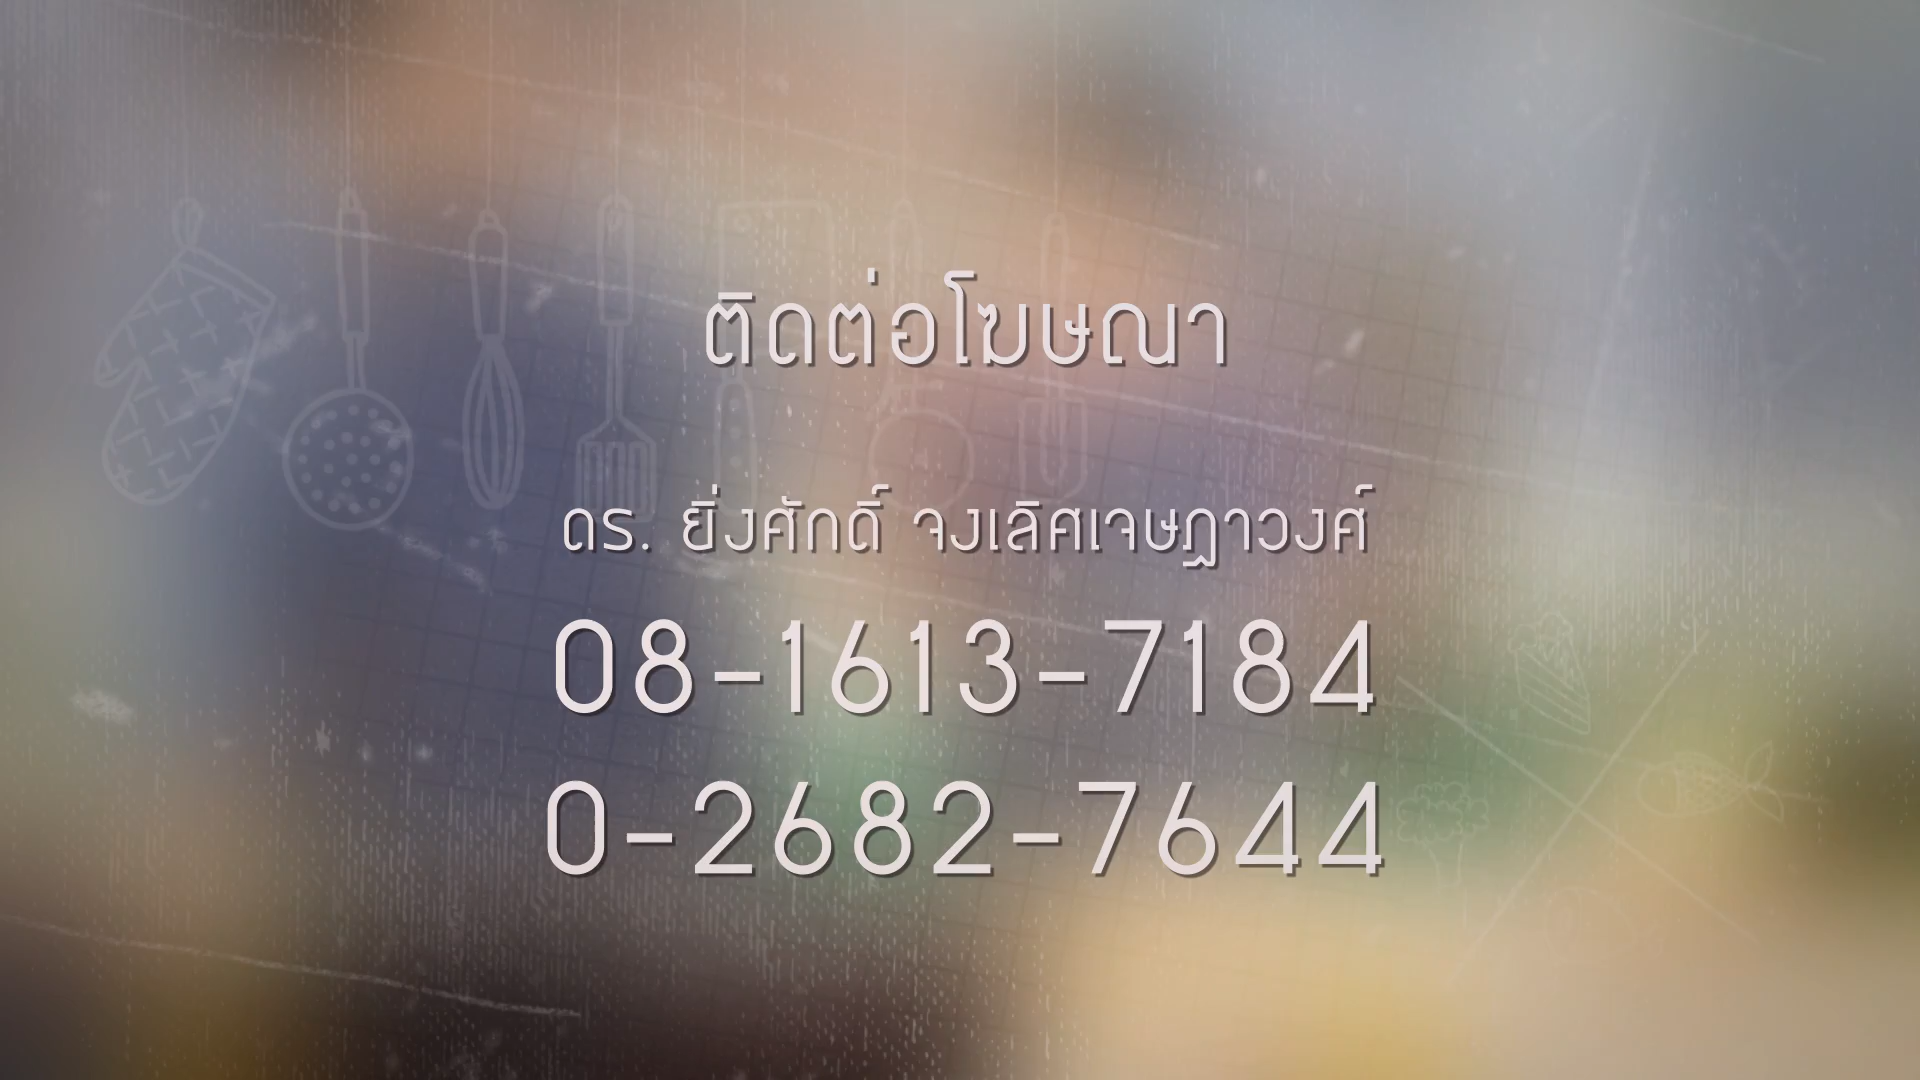 ติดต่อโฆษณา
ดร. ยิ่งศักดิ์ จงเลิศเจษฎาวงศ์
08-1613-7184
0-2682-7644